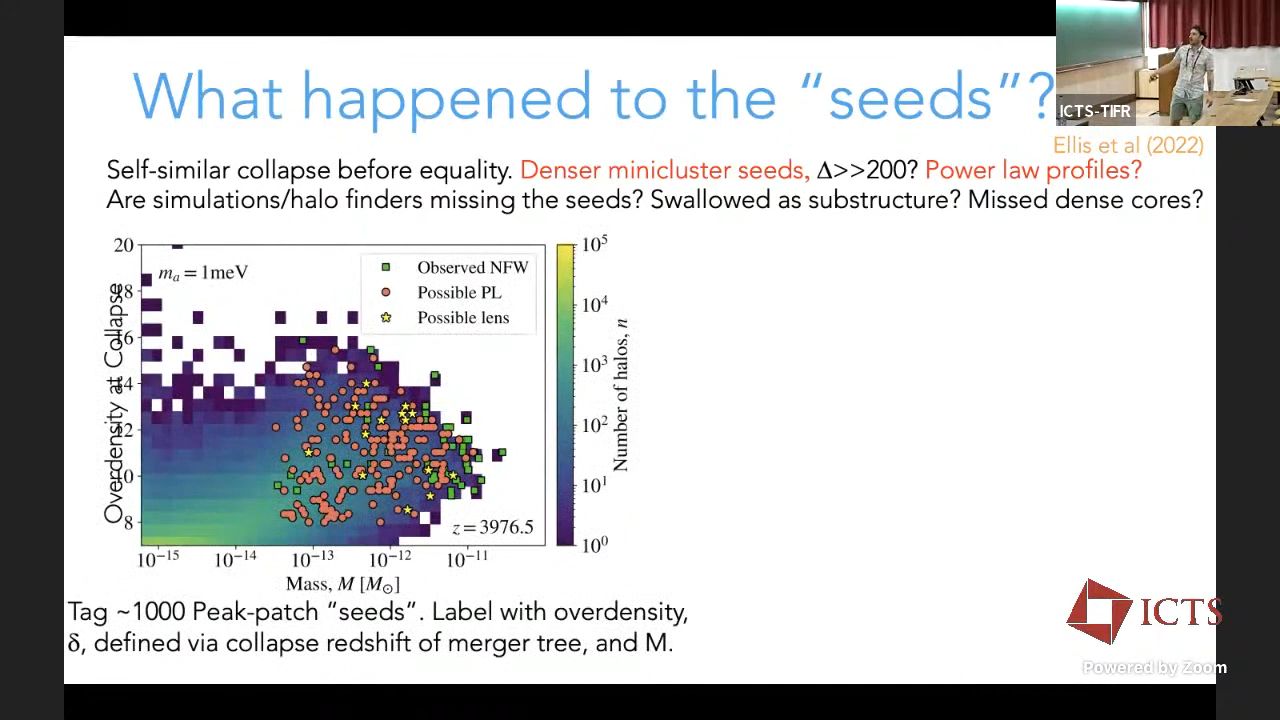 What happened to the “seeds”?
ICTS-TIFR
Ellis et al (2022)
Self-similar collapse before equality. Denser minicluster seeds, Δ>>200? Power law profiles?
Are simulations/halo finders missing the seeds? Swallowed as substructure? Missed dense cores?
Overdensity at Collapse
20
18
16
14
12
10
8
m_a = 1meV
Observed NFW
Possible PL
Possible lens
z = 3976.5
10^-15
10^-14
10^-13
10^-12
10^-11
Mass, M [M_⊙]
10^5
10^4
10^3
10^2
10^1
10^0
Number of halos, n
Tag ~1000 Peak-patch “seeds”. Label with overdensity,
δ, defined via collapse redshift of merger tree, and M.
ICTS
Powered by Zoom